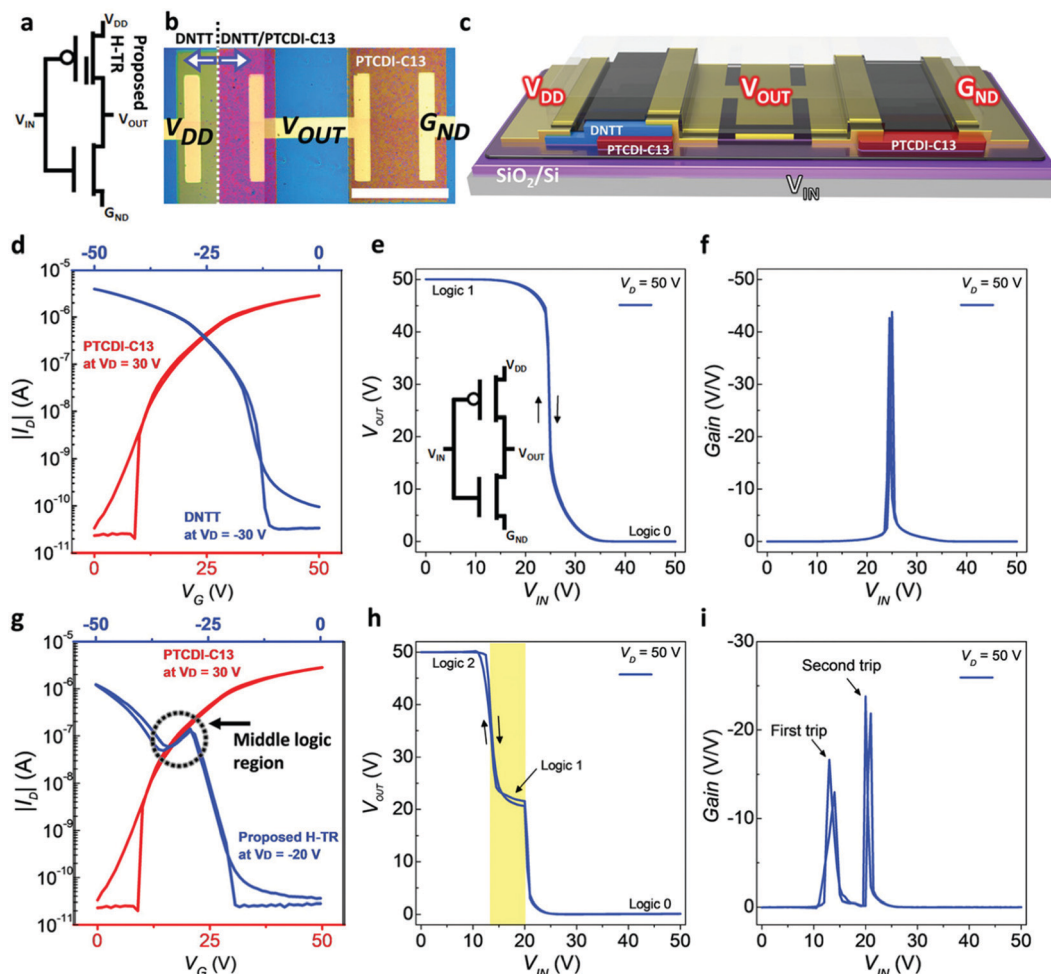 a
V_DD
Proposed
H-TR
V_IN
V_OUT
G_ND
b
DNTT
DNTT/PTCDI-C13
PTCDI-C13
V_DD
V_OUT
G_ND
c
V_DD
V_OUT
G_ND
DNTT
PTCDI-C13
PTCDI-C13
SiO₂/Si
V_IN
d
-50 -25 0
10⁻⁵
10⁻⁶
10⁻⁷
10⁻⁸
10⁻⁹
10⁻¹⁰
10⁻¹¹
|I_D| (A)
PTCDI-C13
at VD = 30 V
DNTT
at VD = -30 V
0 25 50
V_G (V)
e
50
40
30
20
10
0
V_OUT (V)
Logic 1
V_D = 50 V
V_DD
V_IN
V_OUT
G_ND
Logic 0
0 10 20 30 40 50
V_IN (V)
f
-50
-40
-30
-20
-10
0
Gain (V/V)
V_D = 50 V
0 10 20 30 40 50
V_IN (V)
g
-50 -25 0
10⁻⁵
10⁻⁶
10⁻⁷
10⁻⁸
10⁻⁹
10⁻¹⁰
10⁻¹¹
|I_D| (A)
PTCDI-C13
at VD = 30 V
Middle logic
region
Proposed H-TR
at VD = -20 V
0 25 50
V_G (V)
h
50
40
30
20
10
0
V_OUT (V)
Logic 2
V_D = 50 V
Logic 1
Logic 0
0 10 20 30 40 50
V_IN (V)
i
-30
-20
-10
0
Gain (V/V)
V_D = 50 V
Second trip
First trip
0 10 20 30 40 50
V_IN (V)